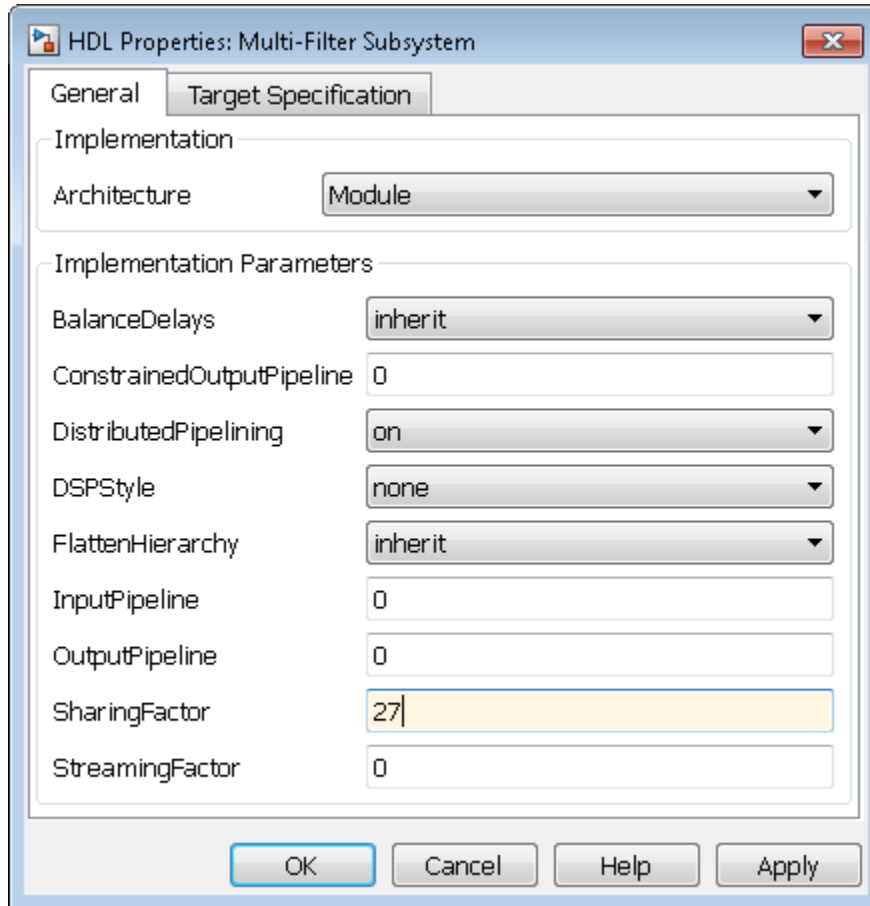 HDL Properties: Multi-Filter Subsystem
General Target Specification
Implementation
Architecture Module
Implementation Parameters
BalanceDelays inherit
ConstrainedOutputPipeline 0
DistributedPipelining on
DSPStyle none
FlattenHierarchy inherit
InputPipeline 0
OutputPipeline 0
SharingFactor 27
StreamingFactor 0
OK Cancel Help Apply